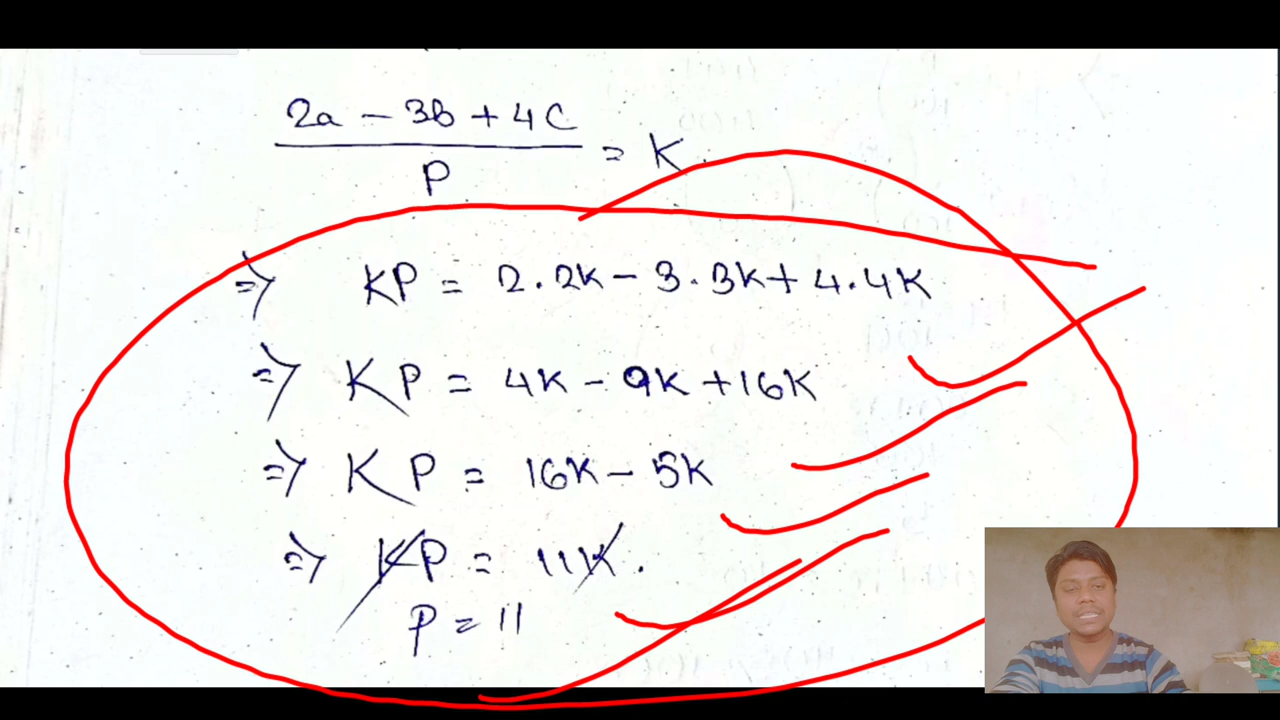 2a - 3b + 4c
P
= K.
⇒ KP = 2.2K - 3.3K + 4.4K
⇒ KP = 4K - 9K + 16K
⇒ KP = 16K - 5K
⇒ KP = 11K.
P = 11